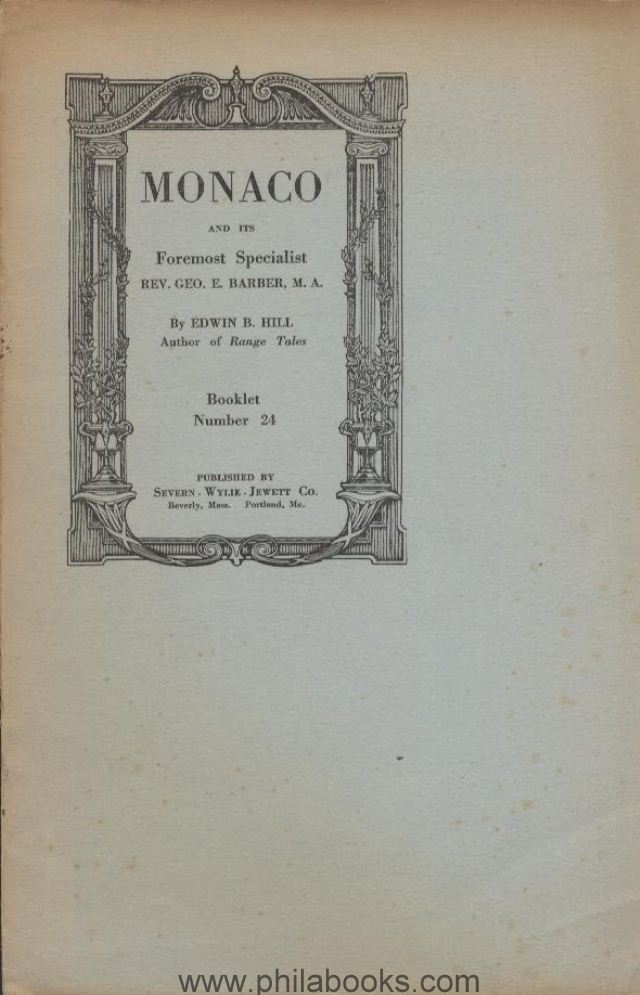 MONACO
AND ITS
Foremost Specialist
REV. GEO. E. BARBER, M. A.
By EDWIN B. HILL
Author of Range Tales
Booklet
Number 24
PUBLISHED BY
SEVERN - WYLIE - JEWETT CO.
Beverly, Mass. Portland, Me.
www.philabooks.com